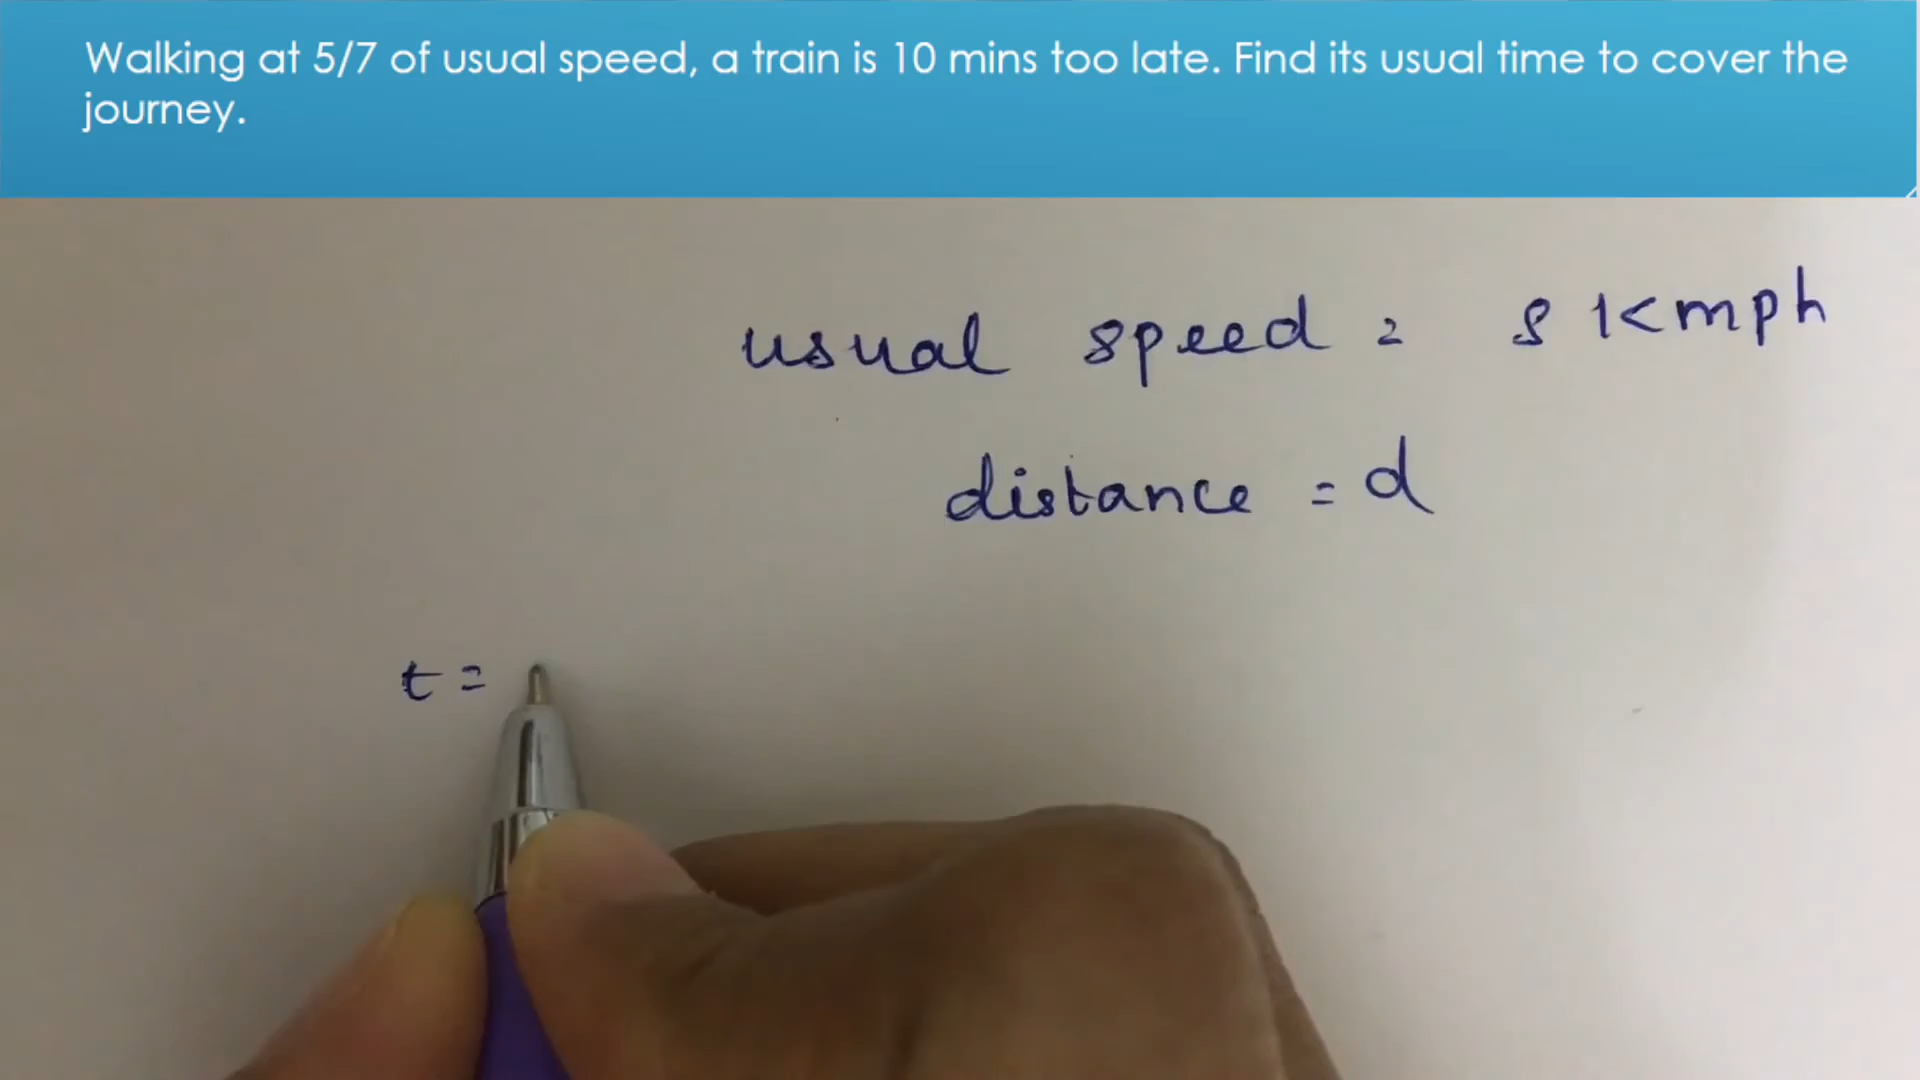 Walking at 5/7 of usual speed, a train is 10 mins too late. Find its usual time to cover the
journey.
usual speed = s Kmph
distance = d
t =